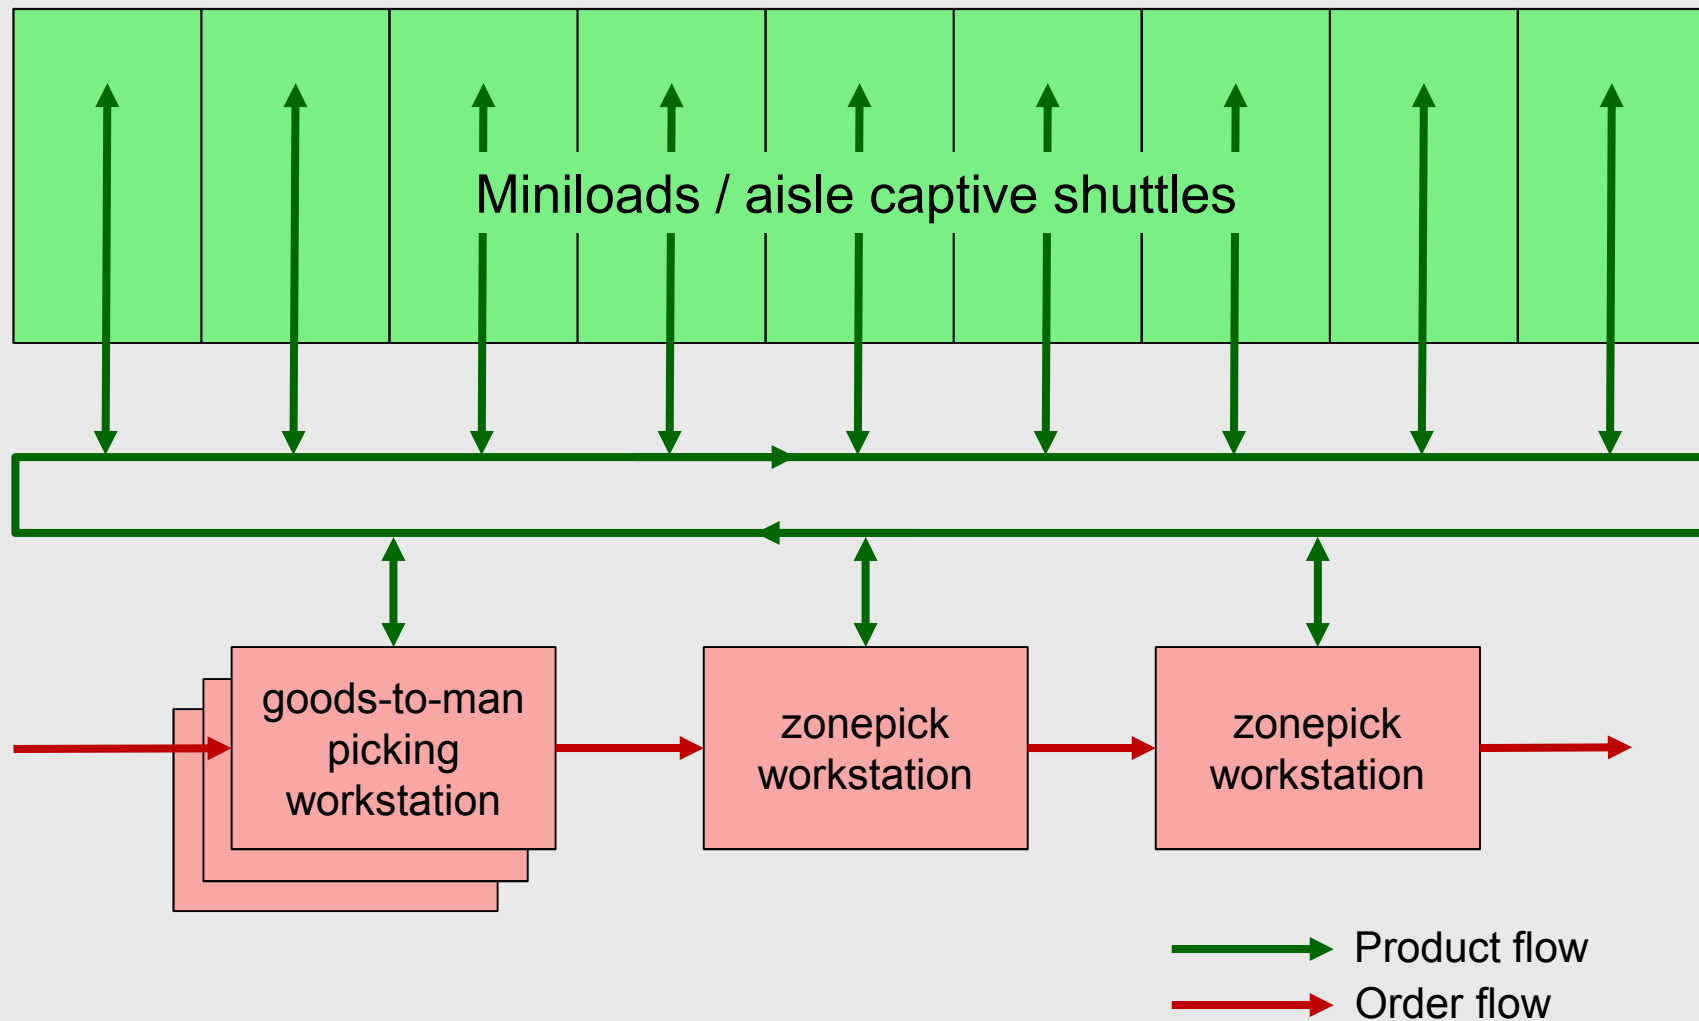 Miniloads / aisle captive shuttles
goods-to-man
picking
workstation
zonepick
workstation
zonepick
workstation
Product flow
Order flow